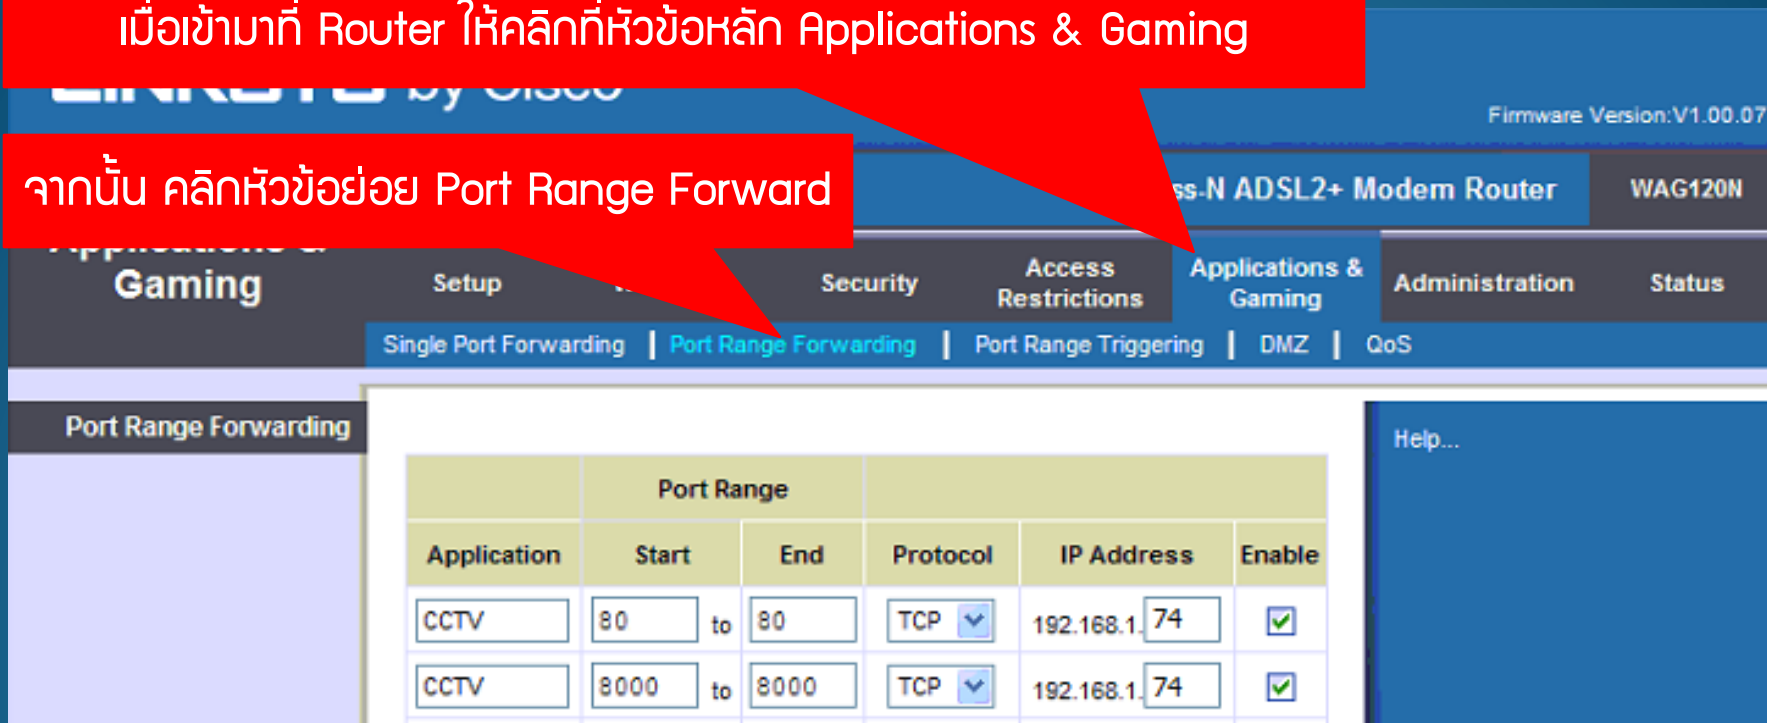 เมื่อเข้ามาที่ Router ให้คลิกที่หัวข้อหลัก Applications & Gaming
by Cisco
Firmware Version:V1.00.07
จากนั้น คลิกหัวข้อย่อย Port Range Forward
ss-N ADSL2+ Modem Router
WAG120N
Applications &
Gaming
Setup
Security
Access
Restrictions
Applications &
Gaming
Administration
Status
Single Port Forwarding | Port Range Forwarding | Port Range Triggering | DMZ | QoS
Port Range Forwarding
Help...
Port Range
Application Start End Protocol IP Address Enable
CCTV 80 to 80 TCP 192.168.1. 74
CCTV 8000 to 8000 TCP 192.168.1. 74